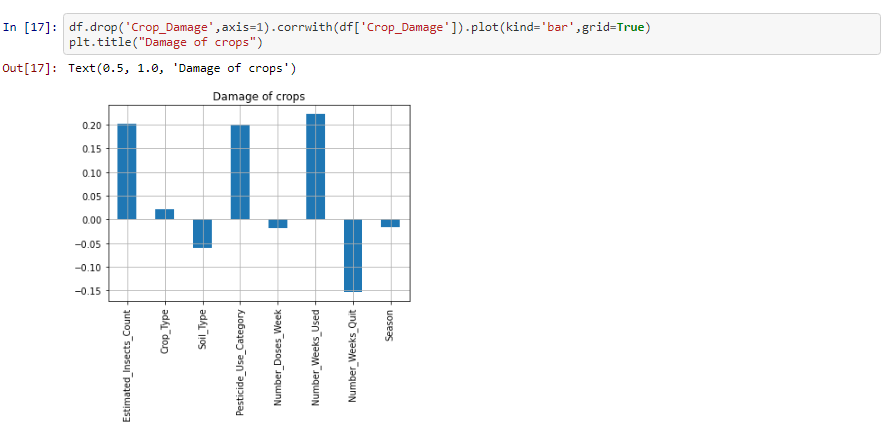 In [17]: df.drop('Crop_Damage',axis=1).corrwith(df['Crop_Damage']).plot(kind='bar',grid=True)
plt.title("Damage of crops")
Out[17]: Text(0.5, 1.0, 'Damage of crops')
Damage of crops
0.20
0.15
0.10
0.05
0.00
−0.05
−0.10
−0.15
Estimated_Insects_Count
Crop_Type
Soil_Type
Pesticide_Use_Category
Number_Doses_Week
Number_Weeks_Used
Number_Weeks_Quit
Season